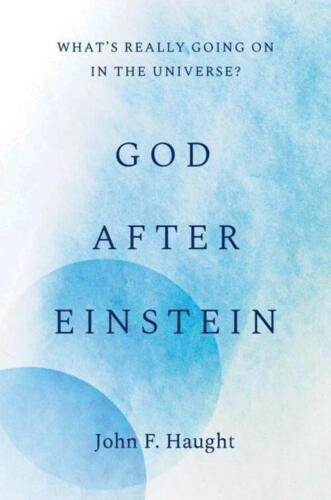 WHAT'S REALLY GOING ON
IN THE UNIVERSE?
GOD
AFTER
EINSTEIN
John F. Haught